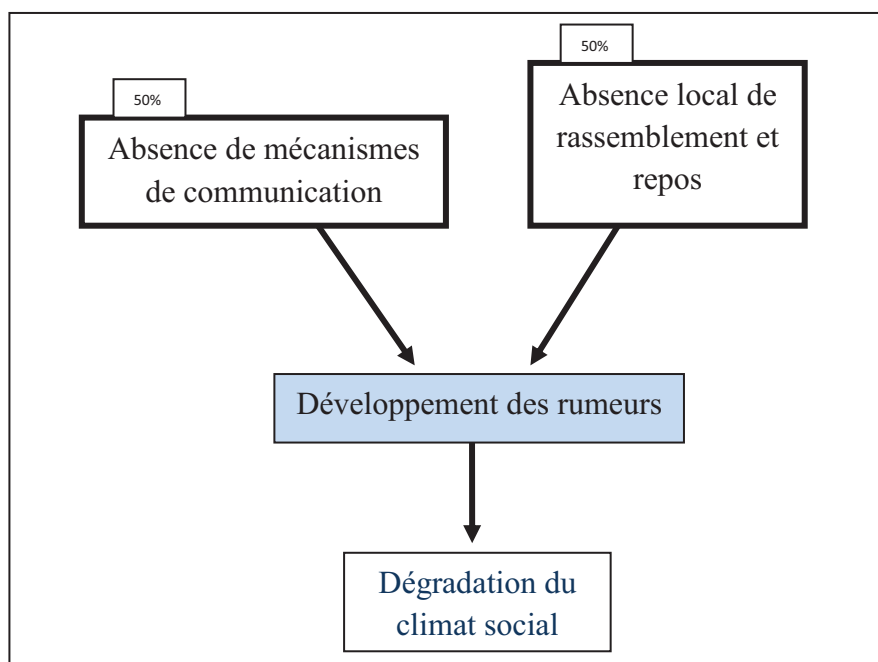 50%
Absence de mécanismes
de communication
50%
Absence local de
rassemblement et
repos
Développement des rumeurs
Dégradation du
climat social